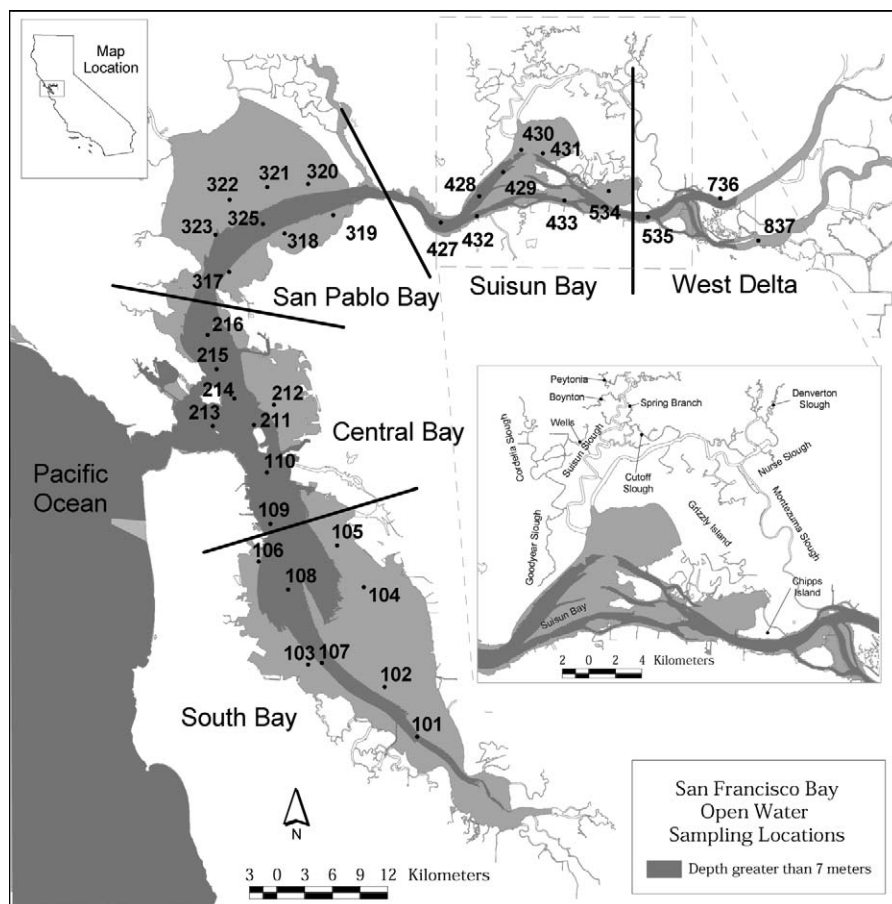 Map
Location
430
431
320
321
322
428
429
534
736
325
323
318
319
427
432
433
535
837
317
San Pablo Bay
Suisun Bay
West Delta
216
215
214
212
213
211
Central Bay
110
Pacific
Ocean
109
105
106
108
104
103
107
102
South Bay
101
Peytonia
Boynton
Spring Branch
Denverton
Slough
Wells
Cordelia Slough
Suisun Slough
Cutoff
Slough
Nurse Slough
Montezuma Slough
Grizzly Island
Goodyear Slough
Chipps
Island
Suisun Bay
2 0 2 4 Kilometers
N
3 0 3 6 9 12 Kilometers
San Francisco Bay
Open Water
Sampling Locations
Depth greater than 7 meters